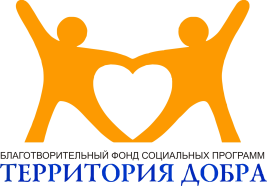 БЛАГОТВОРИТЕЛЬНЫЙ ФОНД СОЦИАЛЬНЫХ ПРОГРАММ
ТЕРРИТОРИЯ ДОБРА